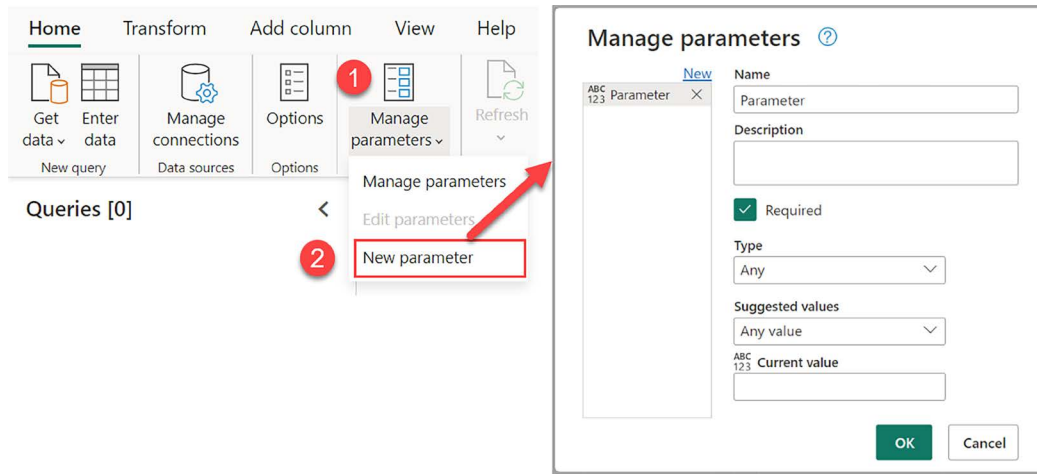 Home Transform Add column View Help
1
Get data
Enter data
Manage connections
Options
Manage parameters
Refresh
New query
Data sources
Options
Manage parameters
Edit parameters
2
New parameter
Queries [0]
Manage parameters ?
New
ABC 123 Parameter
Name
Parameter
Description
Required
Type
Any
Suggested values
Any value
ABC 123 Current value
OK Cancel